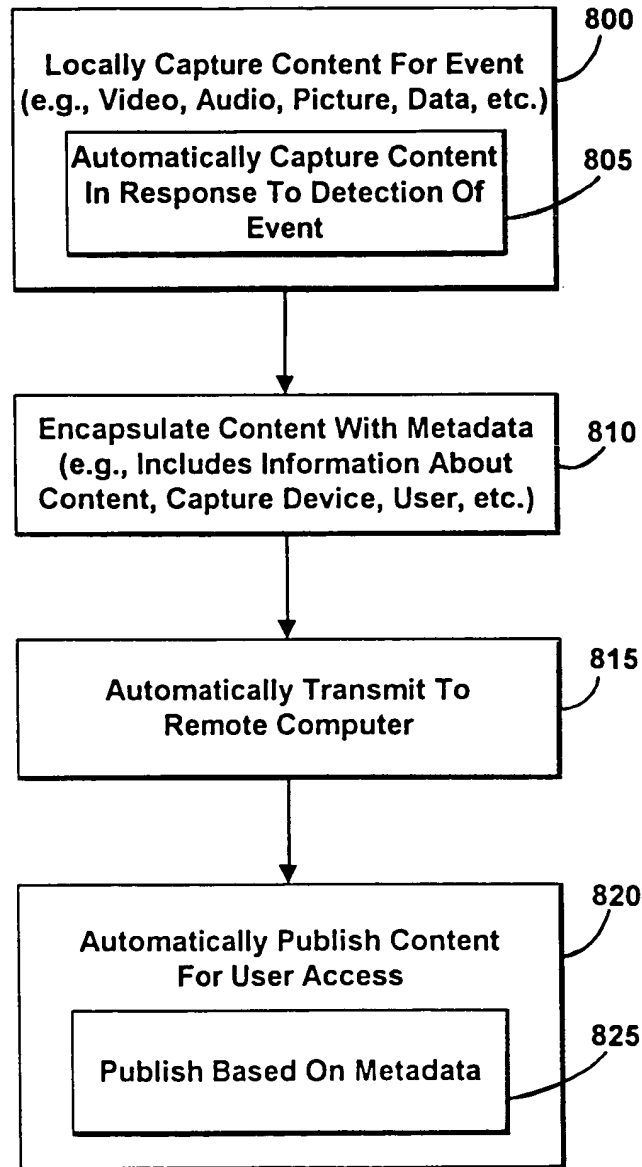 800
Locally Capture Content For Event
(e.g., Video, Audio, Picture, Data, etc.)
Automatically Capture Content
In Response To Detection Of
Event
805
Encapsulate Content With Metadada
(e.g., Includes Information About
Content, Capture Device, User, etc.)
810
Automatically Transmit To
Remote Computer
815
820
Automatically Publish Content
For User Access
Publish Based On Metadata
825